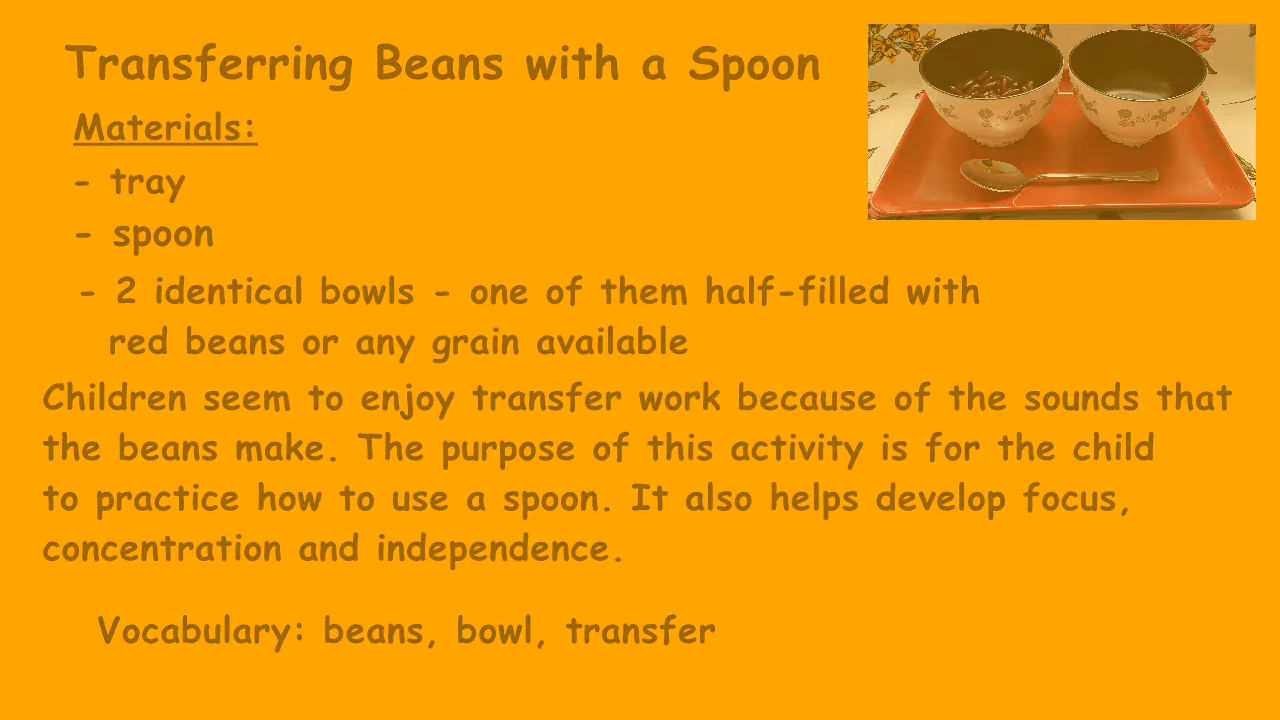 Transferring Beans with a Spoon
Materials:
- tray
- spoon
- 2 identical bowls - one of them half-filled with
red beans or any grain available
Children seem to enjoy transfer work because of the sounds that
the beans make. The purpose of this activity is for the child
to practice how to use a spoon. It also helps develop focus,
concentration and independence.
Vocabulary: beans, bowl, transfer